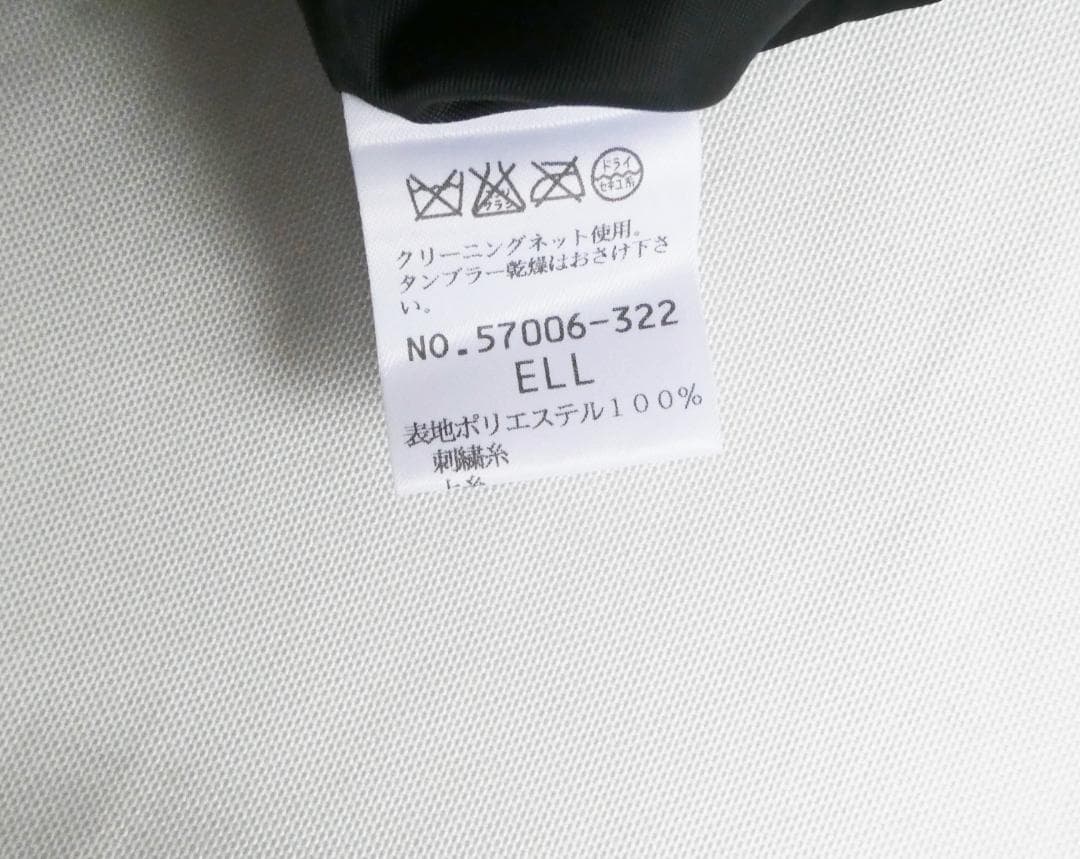 ドライ
セキユ系
クリーニングネット使用。
タンブラー乾燥はおさけ下さ
い。
NO.57006-322
ELL
表地ポリエステル100%
刺繍糸